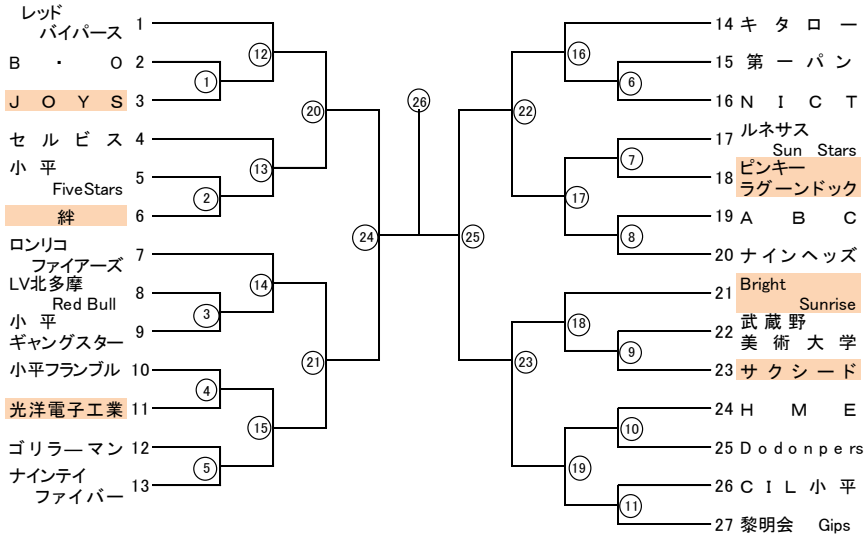 レッド
バイパース 1
B ・ O 2
①
J O Y S 3
⑫
セルビス 4
小平
FiveStars 5
②
絆 6
⑬
⑳
ロンリコ
ファイアーズ 7
LV北多摩
Red Bull 8
③
小平
ギャングスター 9
⑭
小平フランブル 10
④
光洋電子工業 11
ゴリラーマン 12
⑤
ナインテイ
ファイバー 13
⑮
㉑
㉔
㉖
㉕
14 キタロー
15 第一パン
⑥
16 N I C T
⑯
17 ルネサス
Sun Stars
⑦
18 ピンキー
ラグーンドック
19 A B C
⑧
20 ナインヘッズ
⑰
㉒
21 Bright
Sunrise
22 武蔵野
美術大学
⑨
23 サクシード
⑱
24 H M E
⑩
25 Dodonpers
26 CIL小平
⑪
27 黎明会 Gips
⑲
㉓